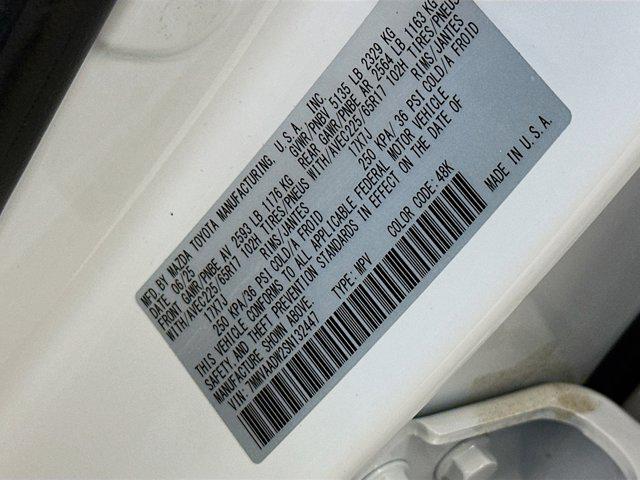 MFD BY MAZDA TOYOTA MANUFACTURING, U.S.A., INC.
DATE: 06/25 GVWR/PNBV 5135 LB 2329 KG
FRONT GAWR/PNBE AV 2593 LB 1176 KG REAR GAWR/PNBE AR 2564 LB 1163 KG
WITH/AVEC225/65R17 102H TIRES/PNEUS WITH/AVEC225/65R17 102H TIRES/PNEUS
17X7J RIMS/JANTES 17X7J RIMS/JANTES
250 KPA/36 PSI COLD/A FROID 250 KPA/36 PSI COLD/A FROID
THIS VEHICLE CONFORMS TO ALL APPLICABLE FEDERAL MOTOR VEHICLE
SAFETY AND THEFT PREVENTION STANDARDS IN EFFECT ON THE DATE OF
MANUFACTURE SHOWN ABOVE.
VIN: TYPE: MPV COLOR CODE: 48K
MADE IN U.S.A.